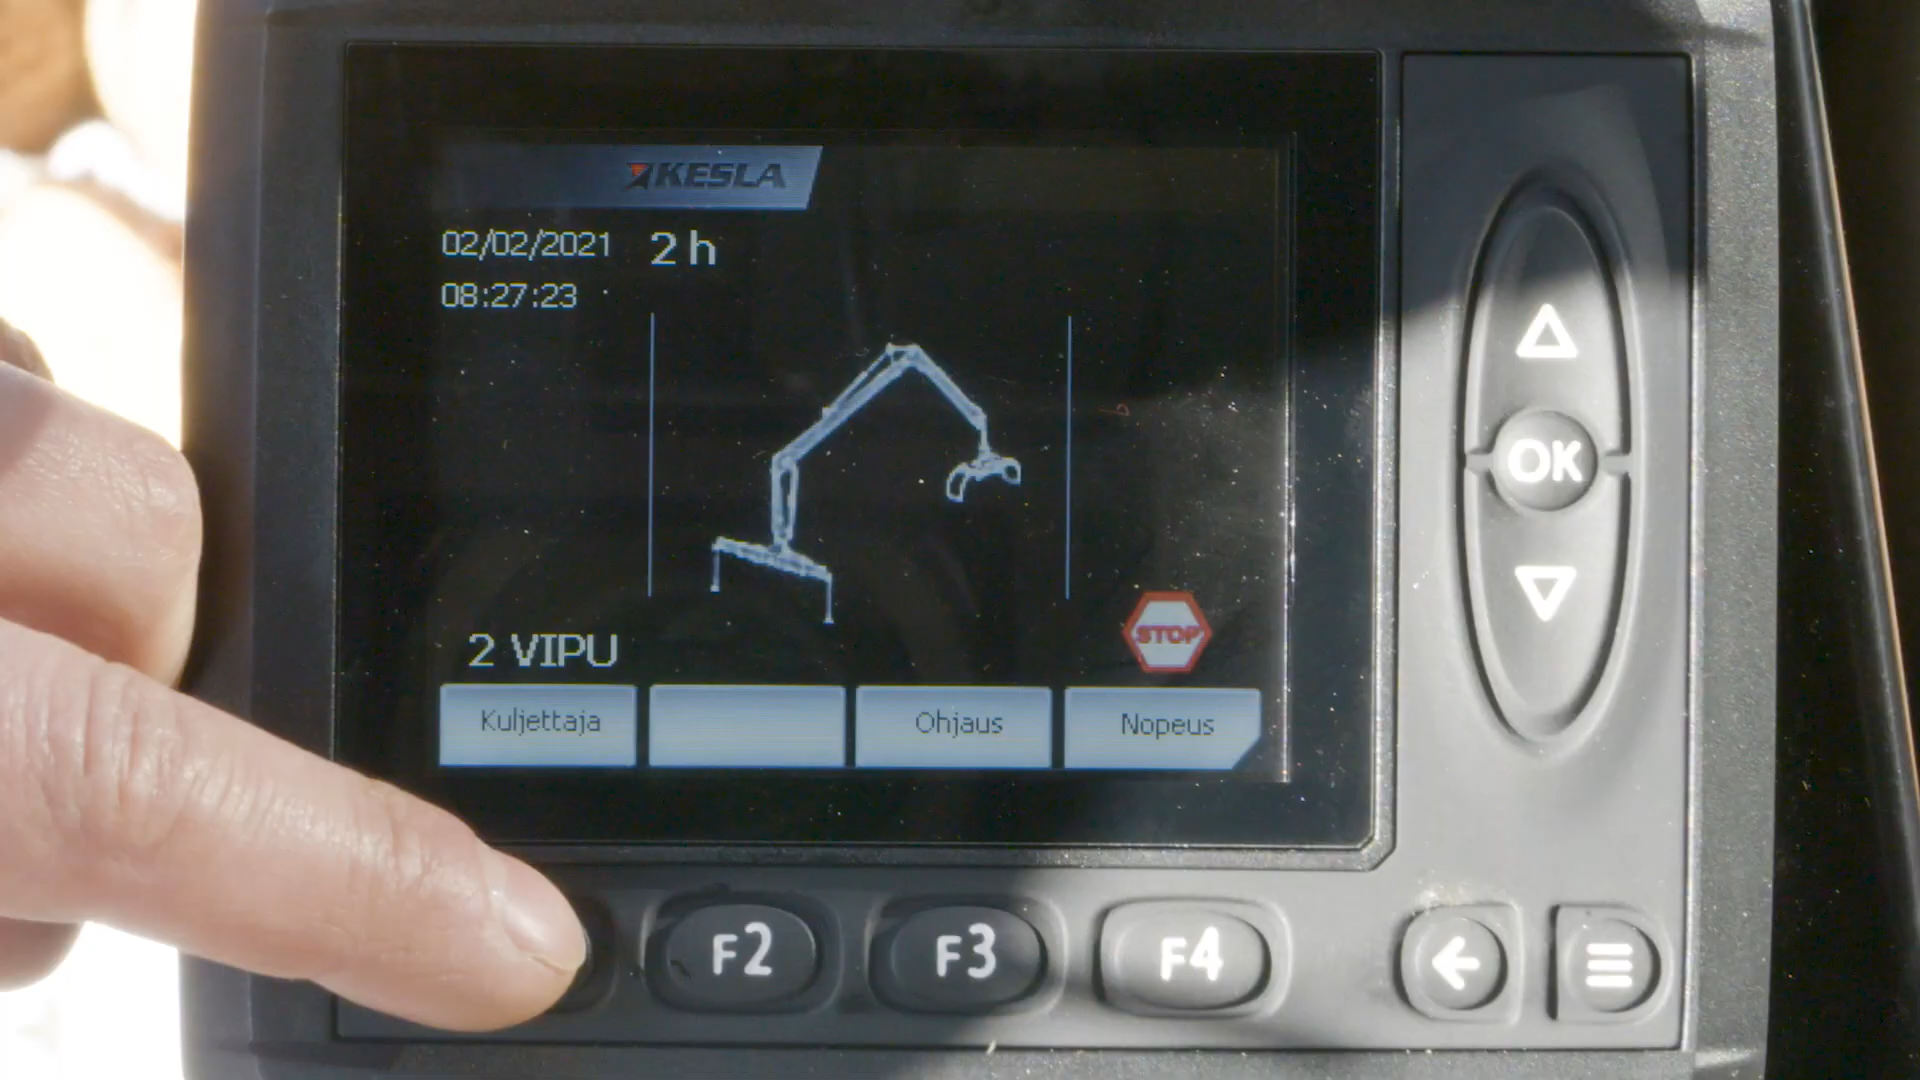 KESLA
02/02/2021 2 h
08:27:23
2 VIPU
STOP
Kuljettaja
Ohjaus
Nopeus
OK
F2
F3
F4